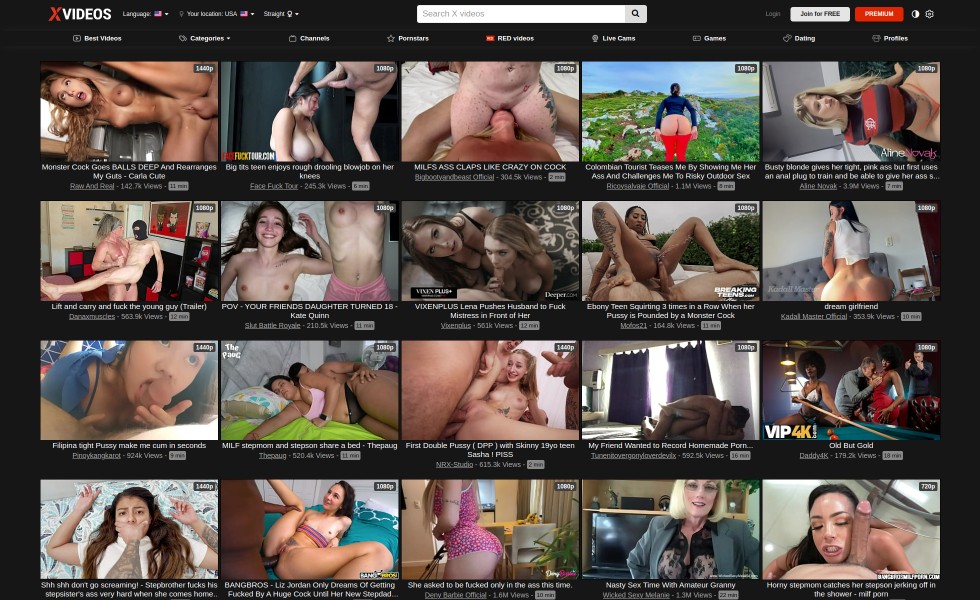 XVIDEOS
Language:
Your location: USA
Straight
Search X videos
Login
Join for FREE
PREMIUM
Best Videos
Categories
Channels
Pornstars
RED videos
Live Cams
Games
Dating
Profiles
1440p
1080p
1080p
1080p
1080p
FACEFUCKTOUR.COM
Aline Novak
Monster Cock Goes BALLS DEEP And Rearranges
My Guts - Carla Cute
Raw And Real - 142.7k Views - 11 min
Big tits teen enjoys rough drooling blowjob on her
knees
Face Fuck Tour - 245.3k Views - 6 min
MILFS ASS CLAPS LIKE CRAZY ON COCK
Bigbootyandbeast Official - 304.5k Views - 2 min
Colombian Tourist Teases Me By Showing Me Her
Ass And Challenges Me To Risky Outdoor Sex
Ricoysalvaje Official - 1.1M Views - 8 min
Busty blonde gives her tight, pink ass but first uses
an anal plug to train and be able to give her ass s...
Aline Novak - 3.9M Views - 7 min
1080p
1080p
1080p
1080p
1080p
VIXEN PLUS+
Deeper.COM
BREAKING
TEENS.COM
Lift and carry and fuck the young guy (Trailer)
Danaxmuscles - 563.9k Views - 12 min
POV - YOUR FRIENDS DAUGHTER TURNED 18 -
Kate Quinn
Slut Battle Royale - 210.5k Views - 11 min
VIXENPLUS Lena Pushes Husband to Fuck
Mistress in Front of Her
Vixenplus - 561k Views - 12 min
Ebony Teen Squirting 3 times in a Row When her
Pussy is Pounded by a Monster Cock
Mofos21 - 164.8k Views - 11 min
dream girlfriend
Kadall Master Official - 353.9k Views - 10 min
1440p
1080p
1440p
1080p
1080p
The
Paug
VIP4K.com
Filipina tight Pussy make me cum in seconds
Pinoykangkarot - 924k Views - 9 min
MILF stepmom and stepson share a bed - Thepaug
Thepaug - 520.4k Views - 11 min
First Double Pussy ( DPP ) with Skinny 19yo teen
Sasha ! PISS
NRX-Studio - 615.3k Views - 2 min
My Friend Wanted to Record Homemade Porn...
Tunenitovergonyloverdevilx - 592.5k Views - 16 min
Old But Gold
Daddy4K - 179.2k Views - 18 min
1440p
1080p
1080p
1080p
720p
BANGBROS
BANGBROSMILFPORN.COM
Shh shh don't go screaming! - Stepbrother fucks his
stepsister's ass very hard when she comes home..
BANGBROS - Liz Jordan Only Dreams Of Getting
Fucked By A Huge Cock Until Her New Stepdad...
She asked to be fucked only in the ass this time.
Deny Barbie Official - 1.6M Views - 10 min
Nasty Sex Time With Amateur Granny
Wicked Sexy Melanie - 1.3M Views - 22 min
Horny stepmom catches her stepson jerking off in
the shower - milf porn